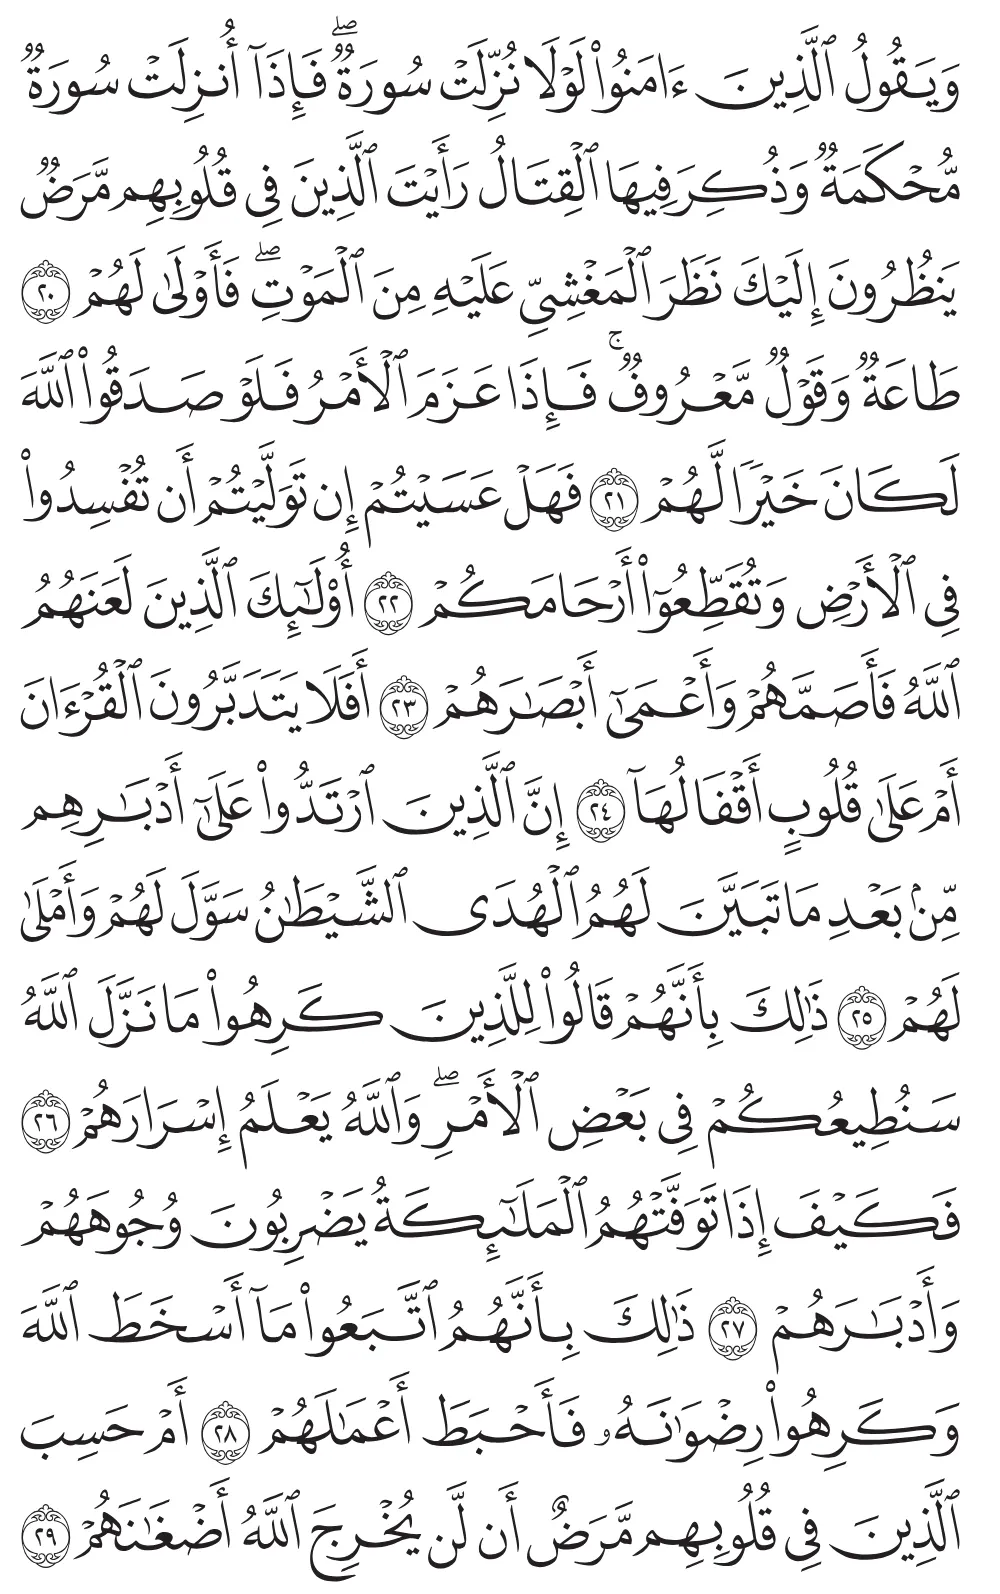 وَيَقُولُ ٱلَّذِينَ ءَامَنُوا۟ لَوْلَا نُزِّلَتْ سُورَةٌ ۖ فَإِذَآ أُنزِلَتْ سُورَةٌ
مُّحْكَمَةٌ وَذُكِرَ فِيهَا ٱلْقِتَالُ رَأَيْتَ ٱلَّذِينَ فِى قُلُوبِهِم مَّرَضٌ
يَنظُرُونَ إِلَيْكَ نَظَرَ ٱلْمَغْشِىِّ عَلَيْهِ مِنَ ٱلْمَوْتِ ۖ فَأَوْلَىٰ لَهُمْ ٢٠
طَاعَةٌ وَقَوْلٌ مَّعْرُوفٌ ۚ فَإِذَا عَزَمَ ٱلْأَمْرُ فَلَوْ صَدَقُوا۟ ٱللَّهَ
لَكَانَ خَيْرًا لَّهُمْ ٢١ فَهَلْ عَسَيْتُمْ إِن تَوَلَّيْتُمْ أَن تُفْسِدُوا۟
فِى ٱلْأَرْضِ وَتُقَطِّعُوٓا۟ أَرْحَامَكُمْ ٢٢ أُو۟لَـٰٓئِكَ ٱلَّذِينَ لَعَنَهُمُ
ٱللَّهُ فَأَصَمَّهُمْ وَأَعْمَىٰٓ أَبْصَـٰرَهُمْ ٢٣ أَفَلَا يَتَدَبَّرُونَ ٱلْقُرْءَانَ
أَمْ عَلَىٰ قُلُوبٍ أَقْفَالُهَآ ٢٤ إِنَّ ٱلَّذِينَ ٱرْتَدُّوا۟ عَلَىٰٓ أَدْبَـٰرِهِم
مِّنۢ بَعْدِ مَا تَبَيَّنَ لَهُمُ ٱلْهُدَى ٱلشَّيْطَـٰنُ سَوَّلَ لَهُمْ وَأَمْلَىٰ
لَهُمْ ٢٥ ذَٰلِكَ بِأَنَّهُمْ قَالُوا۟ لِلَّذِينَ كَرِهُوا۟ مَا نَزَّلَ ٱللَّهُ
سَنُطِيعُكُمْ فِى بَعْضِ ٱلْأَمْرِ ۖ وَٱللَّهُ يَعْلَمُ إِسْرَارَهُمْ ٢٦
فَكَيْفَ إِذَا تَوَفَّتْهُمُ ٱلْمَلَـٰٓئِكَةُ يَضْرِبُونَ وُجُوهَهُمْ
وَأَدْبَـٰرَهُمْ ٢٧ ذَٰلِكَ بِأَنَّهُمُ ٱتَّبَعُوا۟ مَآ أَسْخَطَ ٱللَّهَ
وَكَرِهُوا۟ رِضْوَٰنَهُۥ فَأَحْبَطَ أَعْمَـٰلَهُمْ ٢٨ أَمْ حَسِبَ
ٱلَّذِينَ فِى قُلُوبِهِم مَّرَضٌ أَن لَّن يُخْرِجَ ٱللَّهُ أَضْغَـٰنَهُمْ ٢٩